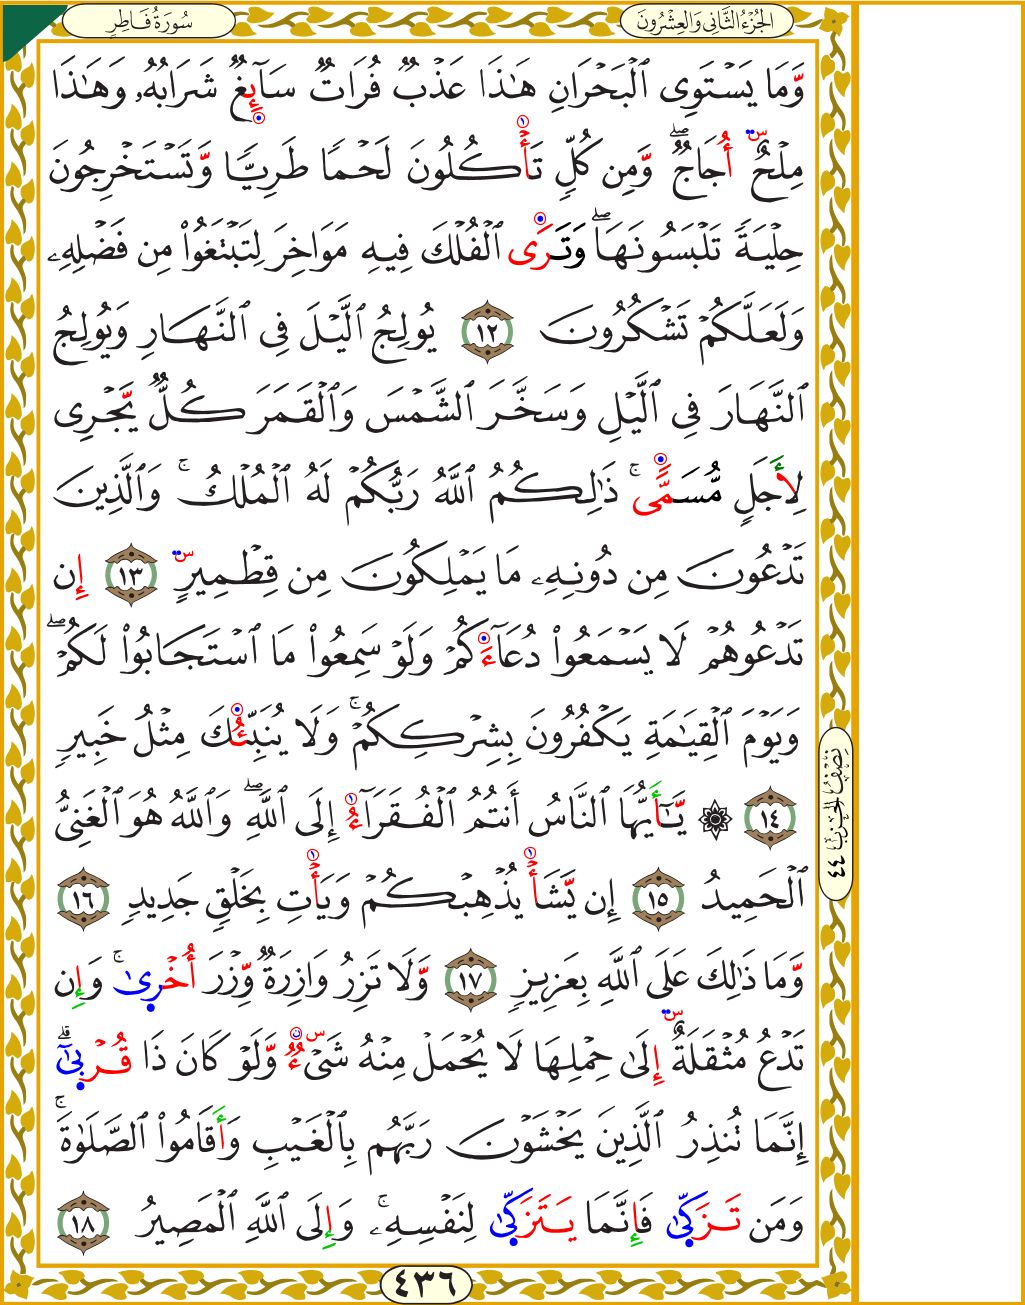 سُورَةُ فَاطِرٍ
الجُزْءُ الثَّانِي وَالعِشْرُونَ
وَّمَا يَسْتَوِى ٱلْبَحْرَانِ هَٰذَا عَذْبٌ فُرَاتٌ سَآئِغٌ شَرَابُهُۥ وَهَٰذَا
مِلْحٌ أُجَاجٌ ۖ وَّمِن كُلٍّ تَأْكُلُونَ لَحْمًا طَرِيًّا وَّتَسْتَخْرِجُونَ
حِلْيَةً تَلْبَسُونَهَا ۖ وَتَرَى ٱلْفُلْكَ فِيهِ مَوَاخِرَ لِتَبْتَغُوا۟ مِن فَضْلِهِۦ
وَلَعَلَّكُمْ تَشْكُرُونَ ١٢ يُولِجُ ٱلَّيْلَ فِى ٱلنَّهَارِ وَيُولِجُ
ٱلنَّهَارَ فِى ٱلَّيْلِ وَسَخَّرَ ٱلشَّمْسَ وَٱلْقَمَرَ كُلٌّ يَّجْرِى
لِأَجَلٍ مُّسَمًّى ۚ ذَٰلِكُمُ ٱللَّهُ رَبُّكُمْ لَهُ ٱلْمُلْكُ ۚ وَٱلَّذِينَ
تَدْعُونَ مِن دُونِهِۦ مَا يَمْلِكُونَ مِن قِطْمِيرٍ ١٣ إِن
تَدْعُوهُمْ لَا يَسْمَعُوا۟ دُعَآءَكُمْ وَلَوْ سَمِعُوا۟ مَا ٱسْتَجَابُوا۟ لَكُمْ ۖ
وَيَوْمَ ٱلْقِيَٰمَةِ يَكْفُرُونَ بِشِرْكِكُمْ ۚ وَلَا يُنَبِّئُكَ مِثْلُ خَبِيرٍ
١٤ ۞ يَّٰٓأَيُّهَا ٱلنَّاسُ أَنتُمُ ٱلْفُقَرَآءُ إِلَى ٱللَّهِ ۖ وَٱللَّهُ هُوَ ٱلْغَنِىُّ
ٱلْحَمِيدُ ١٥ إِن يَّشَأْ يُذْهِبْكُمْ وَيَأْتِ بِخَلْقٍ جَدِيدٍ ١٦
وَّمَا ذَٰلِكَ عَلَى ٱللَّهِ بِعَزِيزٍ ١٧ وَّلَا تَزِرُ وَازِرَةٌ وِّزْرَ أُخْرَىٰ ۚ وَإِن
تَدْعُ مُثْقَلَةٌ إِلَىٰ حِمْلِهَا لَا يُحْمَلْ مِنْهُ شَىْءٌ وَّلَوْ كَانَ ذَا قُرْبَىٰٓ ۗ
إِنَّمَا تُنذِرُ ٱلَّذِينَ يَخْشَوْنَ رَبَّهُم بِٱلْغَيْبِ وَأَقَامُوا۟ ٱلصَّلَوٰةَ ۚ
وَمَن تَزَكَّىٰ فَإِنَّمَا يَتَزَكَّىٰ لِنَفْسِهِۦ ۚ وَإِلَى ٱللَّهِ ٱلْمَصِيرُ ١٨
نِصْفُ الحِزْبِ ٤٤
٤٣٦